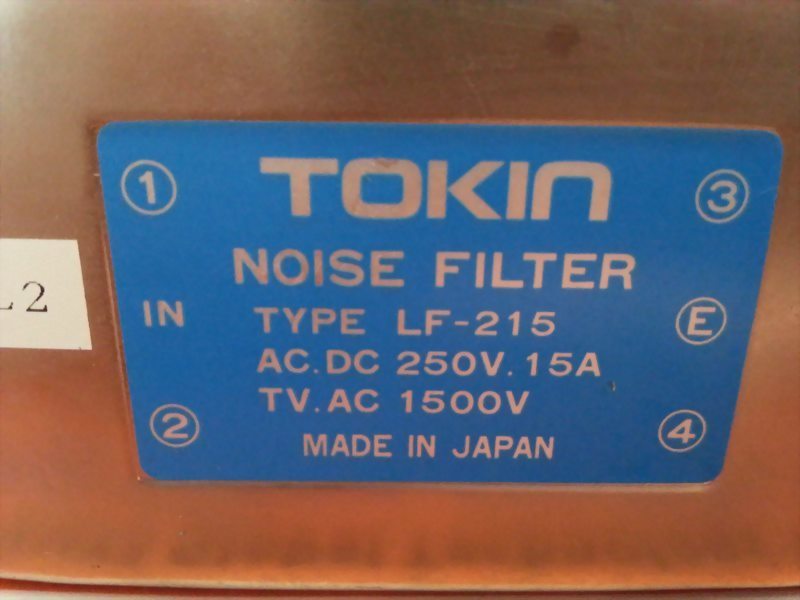 ① TOKIN ③
NOISE FILTER
IN TYPE LF-215 Ⓔ
AC.DC 250V.15A
TV.AC 1500V
② MADE IN JAPAN ④
2